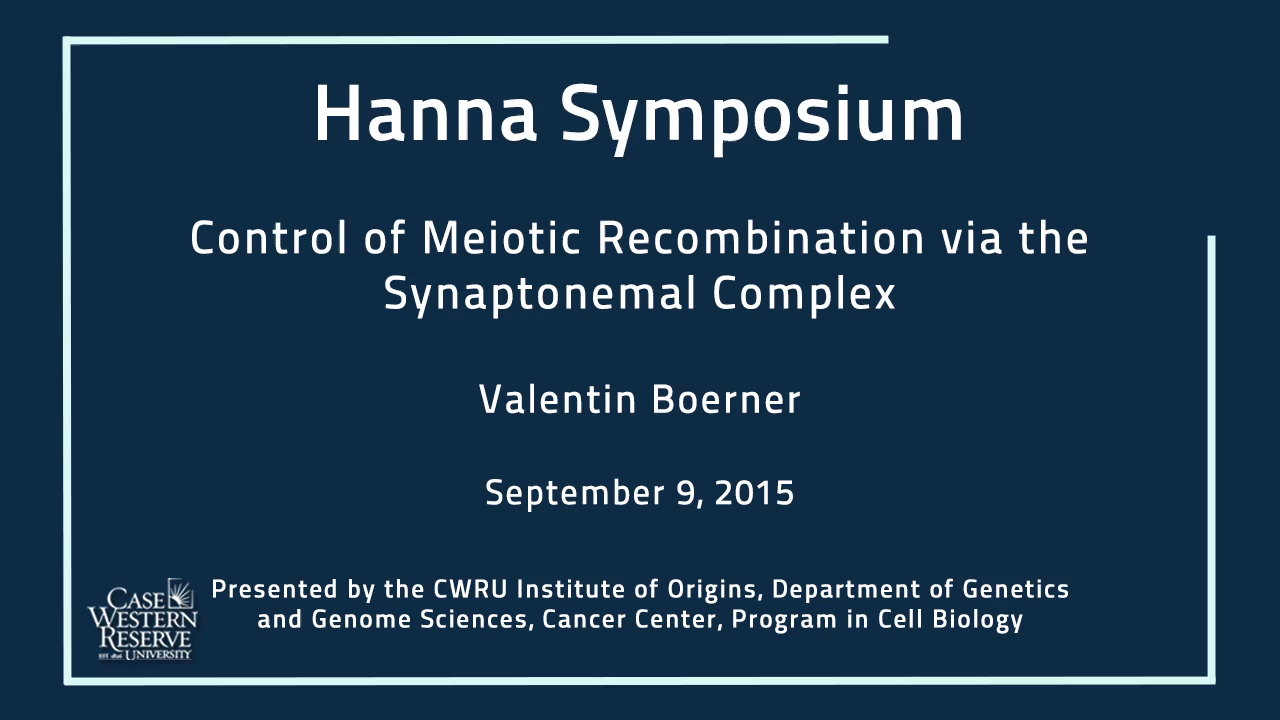 Hanna Symposium
Control of Meiotic Recombination via the
Synaptonemal Complex
Valentin Boerner
September 9, 2015
Presented by the CWRU Institute of Origins, Department of Genetics
and Genome Sciences, Cancer Center, Program in Cell Biology
CASE
WESTERN
RESERVE
EST. 1826 UNIVERSITY